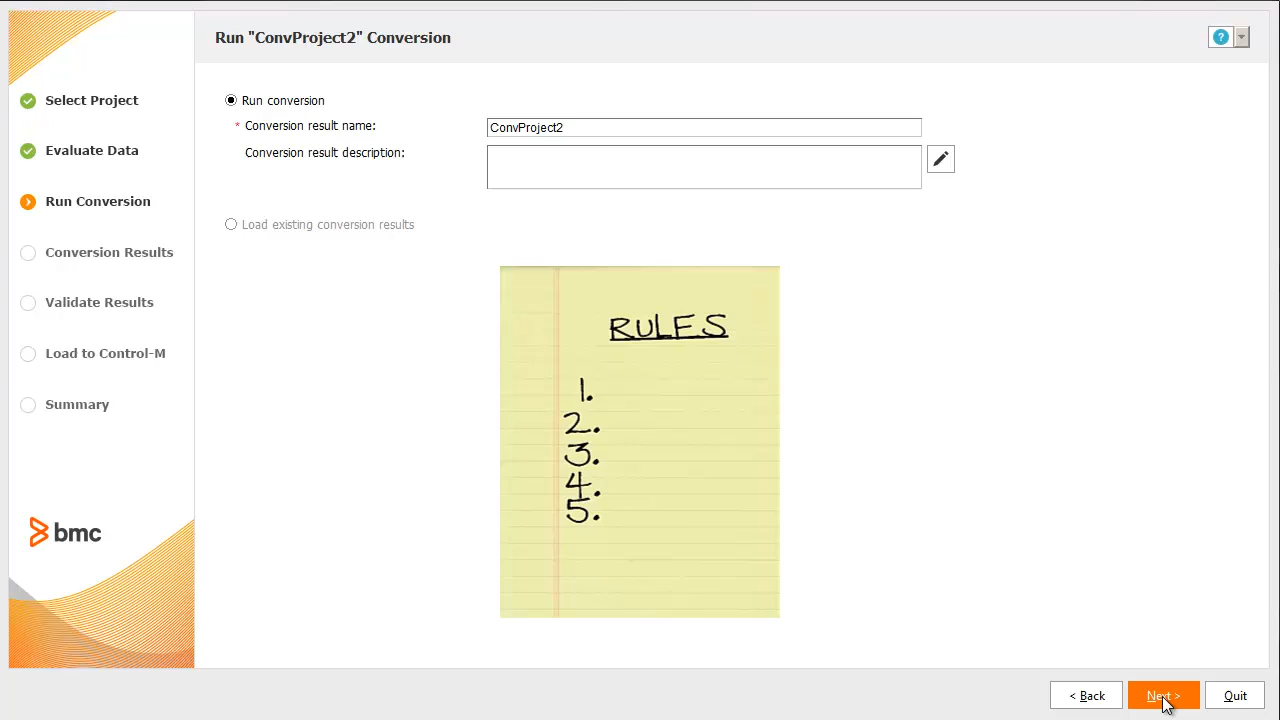 Run "ConvProject2" Conversion
?
Select Project
Evaluate Data
Run Conversion
Conversion Results
Validate Results
Load to Control-M
Summary
bmc
Run conversion
* Conversion result name:
ConvProject2
Conversion result description:
Load existing conversion results
RULES
1.
2.
3.
4.
5.
< Back
Next >
Quit